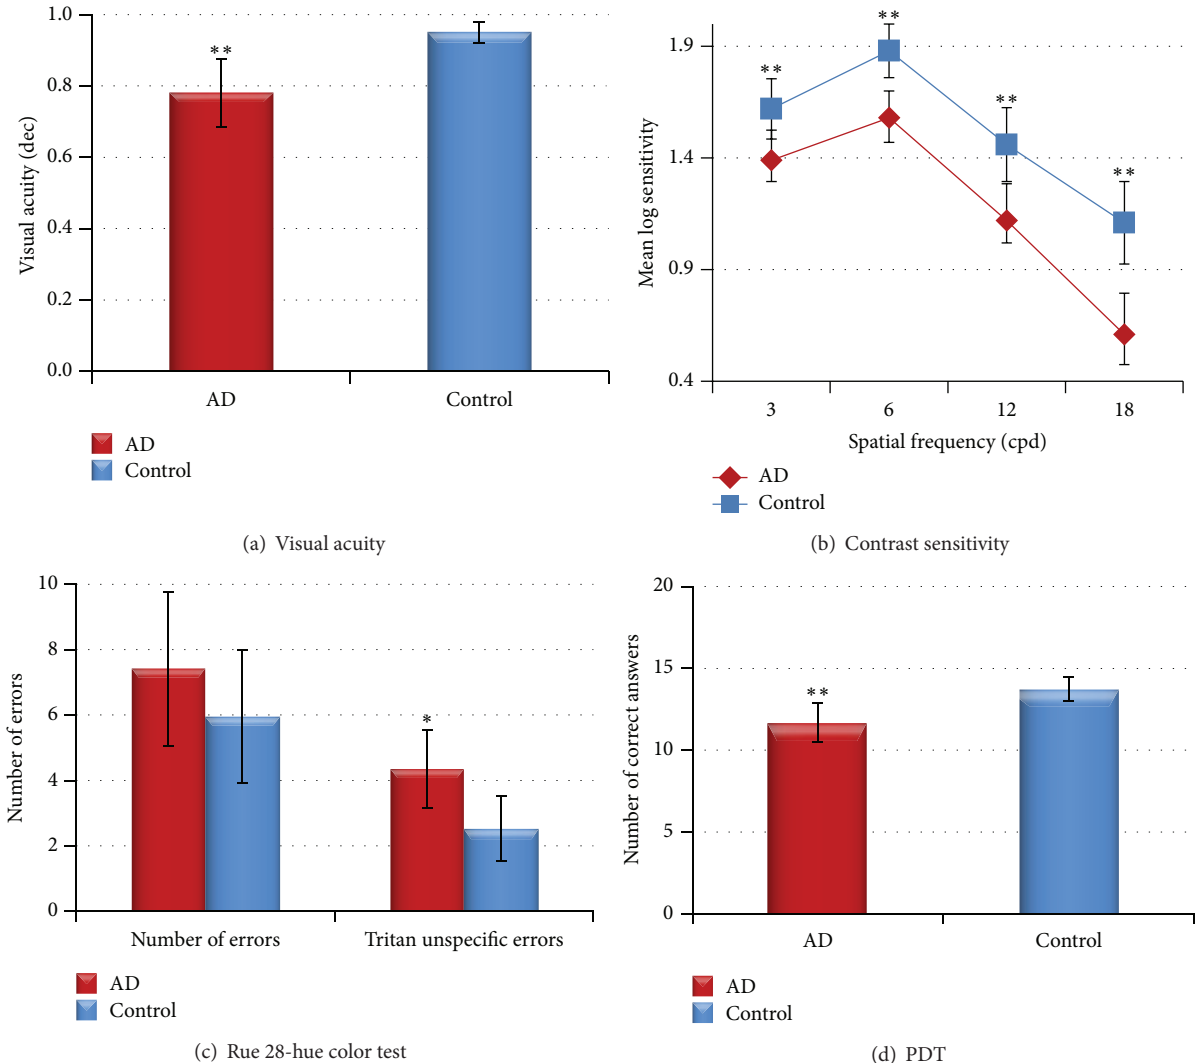 1.0
0.8
0.6
0.4
0.2
0.0
Visual acuity (dec)
**
AD
Control
AD
Control
(a) Visual acuity
1.9
1.4
0.9
0.4
Mean log sensitivity
**
**
**
**
3
6
12
18
Spatial frequency (cpd)
AD
Control
(b) Contrast sensitivity
10
8
6
4
2
0
Number of errors
*
Number of errors
Tritan unspecific errors
AD
Control
(c) Rue 28-hue color test
20
15
10
5
0
Number of correct answers
**
AD
Control
AD
Control
(d) PDT